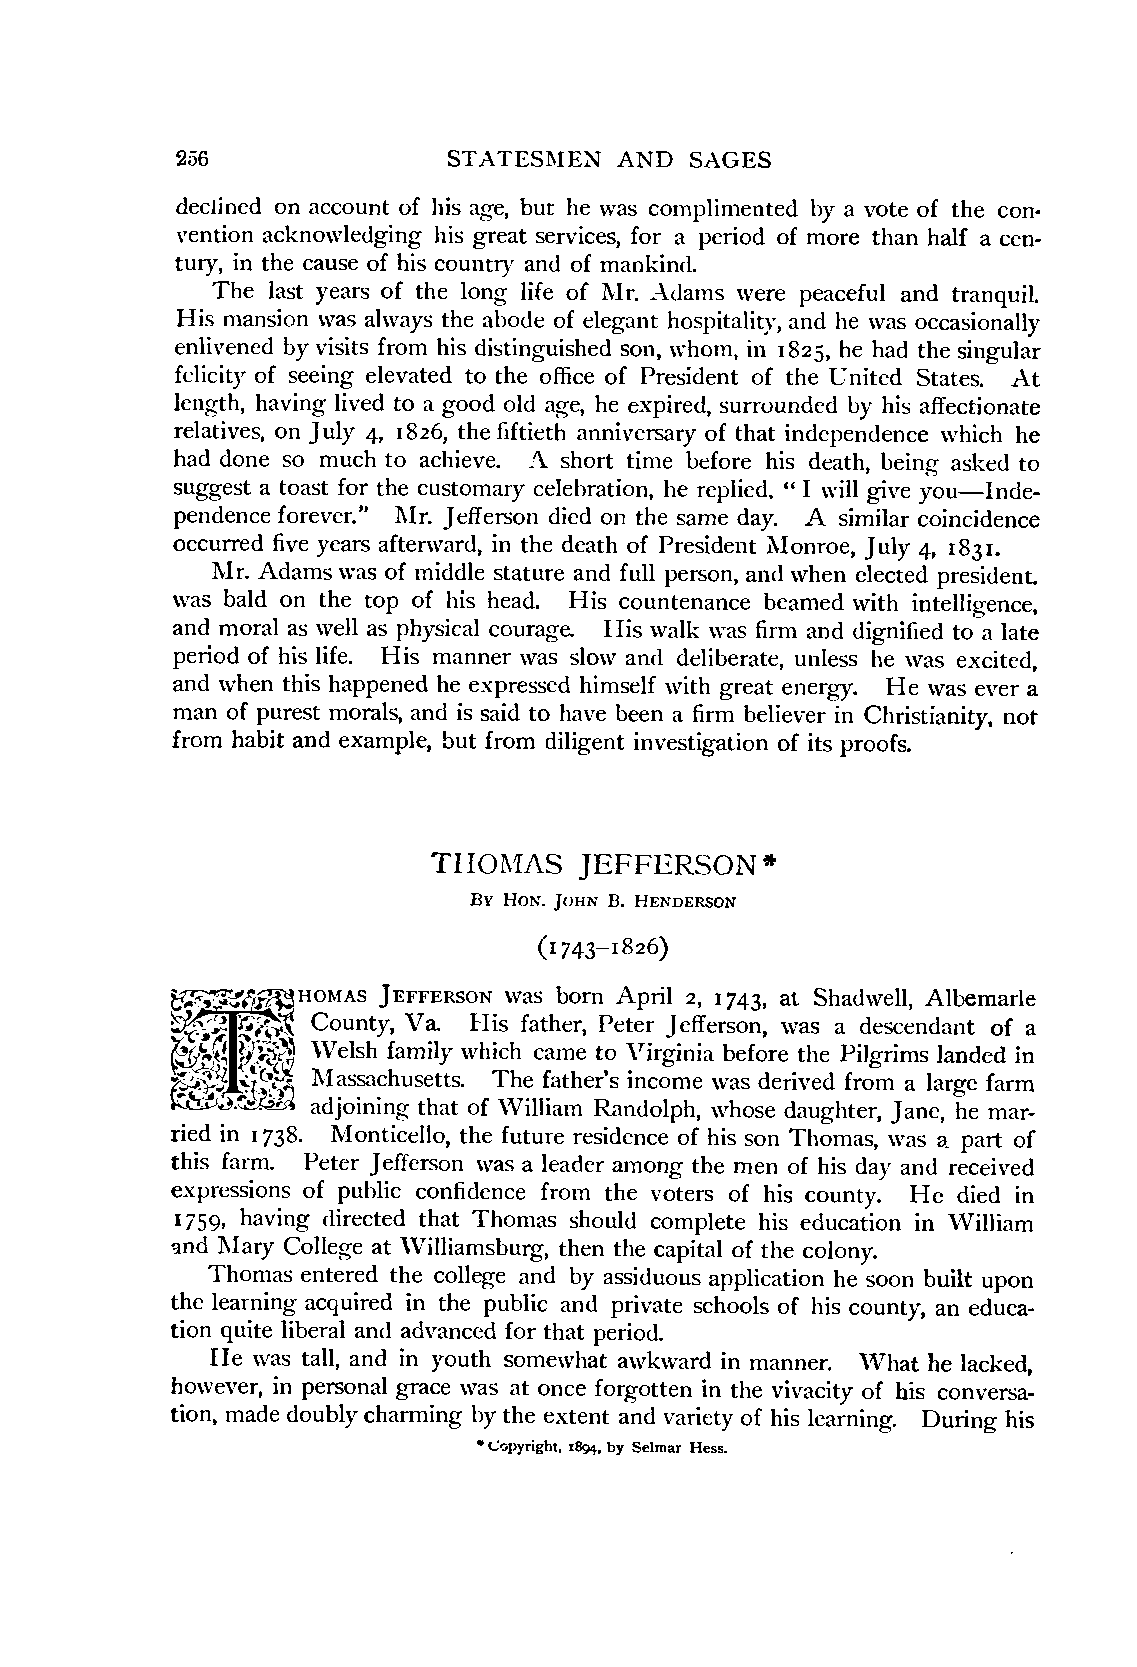 256 STATESMEN AND SAGES
declined on account of his age, but he was complimented by a vote of the con-
vention acknowledging his great services, for a period of more than half a cen-
tury, in the cause of his country and of mankind.
The last years of the long life of Mr. Adams were peaceful and tranquil.
His mansion was always the abode of elegant hospitality, and he was occasionally
enlivened by visits from his distinguished son, whom, in 1825, he had the singular
felicity of seeing elevated to the office of President of the United States. At
length, having lived to a good old age, he expired, surrounded by his affectionate
relatives, on July 4, 1826, the fiftieth anniversary of that independence which he
had done so much to achieve. A short time before his death, being asked to
suggest a toast for the customary celebration, he replied, “I will give you—Inde-
pendence forever.” Mr. Jefferson died on the same day. A similar coincidence
occurred five years afterward, in the death of President Monroe, July 4, 1831.
Mr. Adams was of middle stature and full person, and when elected president.
was bald on the top of his head. His countenance beamed with intelligence,
and moral as well as physical courage. His walk was firm and dignified to a late
period of his life. His manner was slow and deliberate, unless he was excited,
and when this happened he expressed himself with great energy. He was ever a
man of purest morals, and is said to have been a firm believer in Christianity, not
from habit and example, but from diligent investigation of its proofs.
THOMAS JEFFERSON*
BY HON. JOHN B. HENDERSON
(1743–1826)
THOMAS JEFFERSON was born April 2, 1743, at Shadwell, Albemarle
County, Va. His father, Peter Jefferson, was a descendant of a
Welsh family which came to Virginia before the Pilgrims landed in
Massachusetts. The father's income was derived from a large farm
adjoining that of William Randolph, whose daughter, Jane, he mar-
ried in 1738. Monticello, the future residence of his son Thomas, was a part of
this farm. Peter Jefferson was a leader among the men of his day and received
expressions of public confidence from the voters of his county. He died in
1759, having directed that Thomas should complete his education in William
and Mary College at Williamsburg, then the capital of the colony.
Thomas entered the college and by assiduous application he soon built upon
the learning acquired in the public and private schools of his county, an educa-
tion quite liberal and advanced for that period.
He was tall, and in youth somewhat awkward in manner. What he lacked,
however, in personal grace was at once forgotten in the vivacity of his conversa-
tion, made doubly charming by the extent and variety of his learning. During his
*Copyright, 1894, by Selmar Hess.